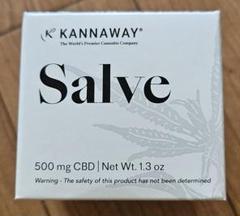 KANNAWAY®
The World's Premier Cannabis Company
Salve
500 mg CBD | Net Wt. 1.3 oz
Warning - The safety of this product has not been determined